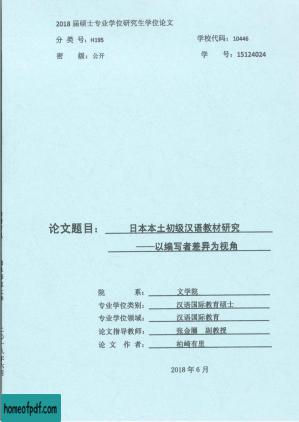 2018 届硕士专业学位研究生学位论文
分 类 号：H195
学校代码：10446
密 级：公开
学 号：15124024
论文题目： 日本本土初级汉语教材研究
——以编写者差异为视角
院 系： 文学院
专业学位类别： 汉语国际教育硕士
专业学位领域： 汉语国际教育
论文指导教师： 张金圈 副教授
论 文 作 者： 柏崎有里
2018 年 6 月
homeofpdf.com